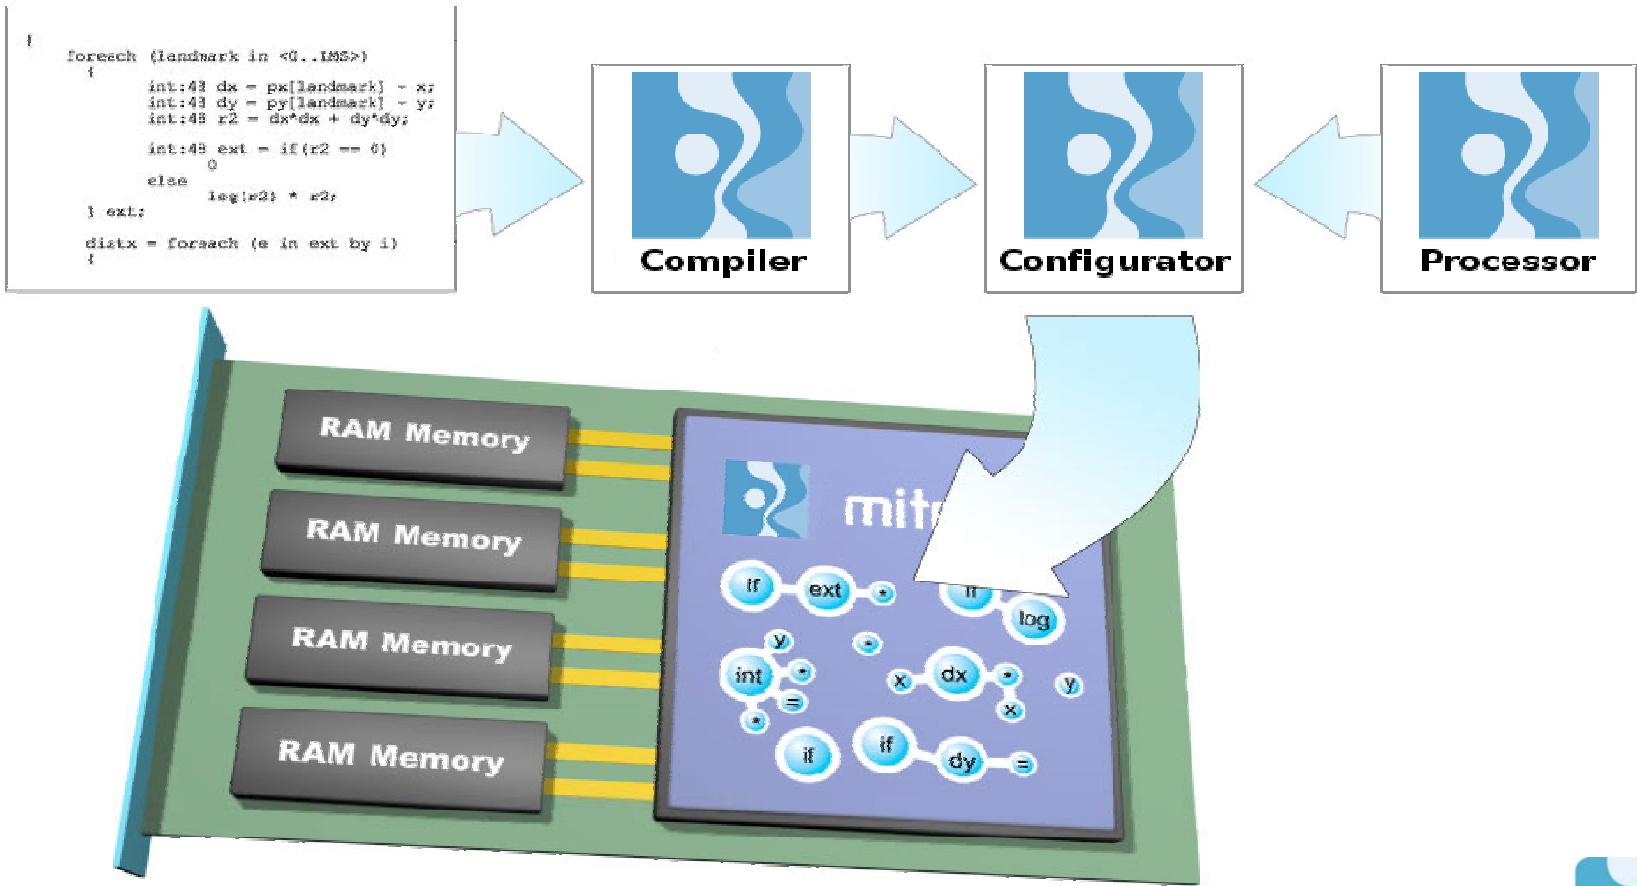 {
foreach (landmark in <0..LMS>)
{
int:48 dx = px[landmark] - x;
int:48 dy = py[landmark] - y;
int:48 r2 = dx*dx + dy*dy;
int:48 ext = if(r2 == 0)
0
else
log(r2) * r2;
} ext;
distx = foreach (e in ext by i)
{
Compiler
Configurator
Processor
RAM Memory
RAM Memory
RAM Memory
RAM Memory
mitr
if ext *
if log
y
int * = *
*
x dx * x
y
if
if dy =